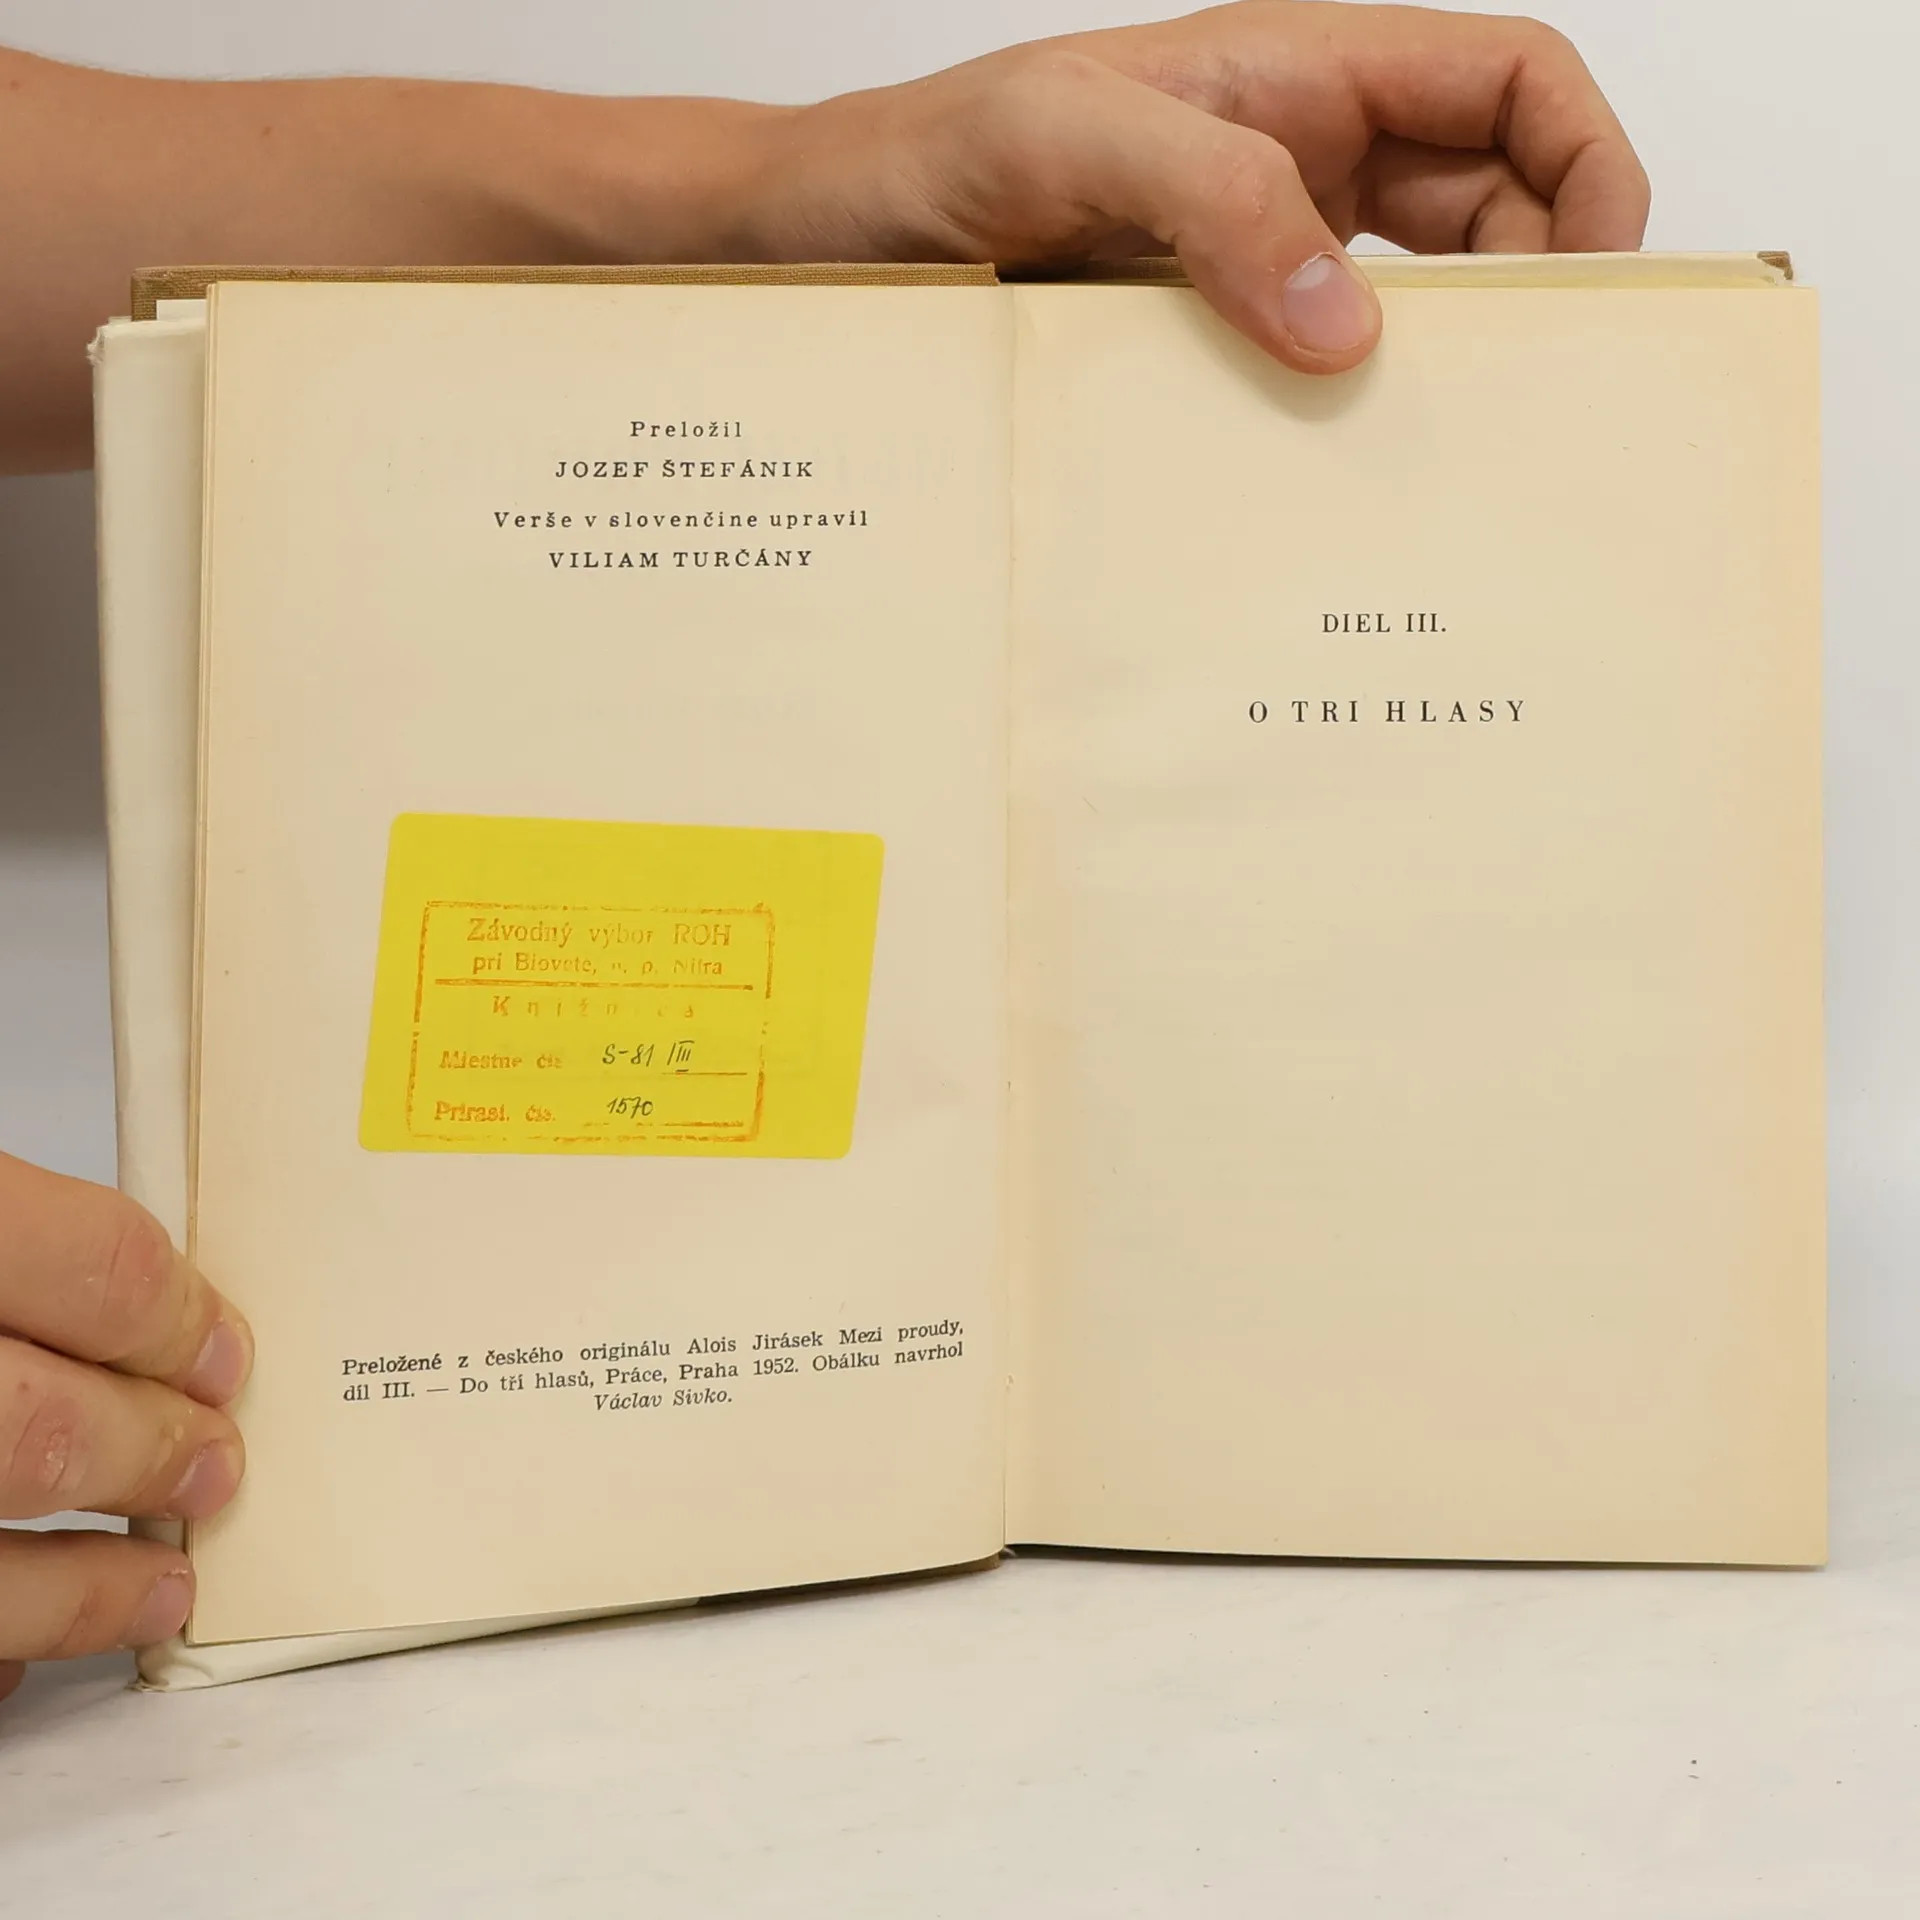 Preložil
JOZEF ŠTEFÁNIK
Verše v slovenčine upravil
VILIAM TURČÁNY
Závodný výbor ROH
pri Biovete, n. p. Nitra
Knižnica
Miestne čís. S-81/III
Prírast. čís. 1570
Preložené z českého originálu Alois Jirásek Mezi proudy,
díl III. — Do tří hlasů, Práce, Praha 1952. Obálku navrhol
Václav Sivko.
DIEL III.
O TRI HLASY